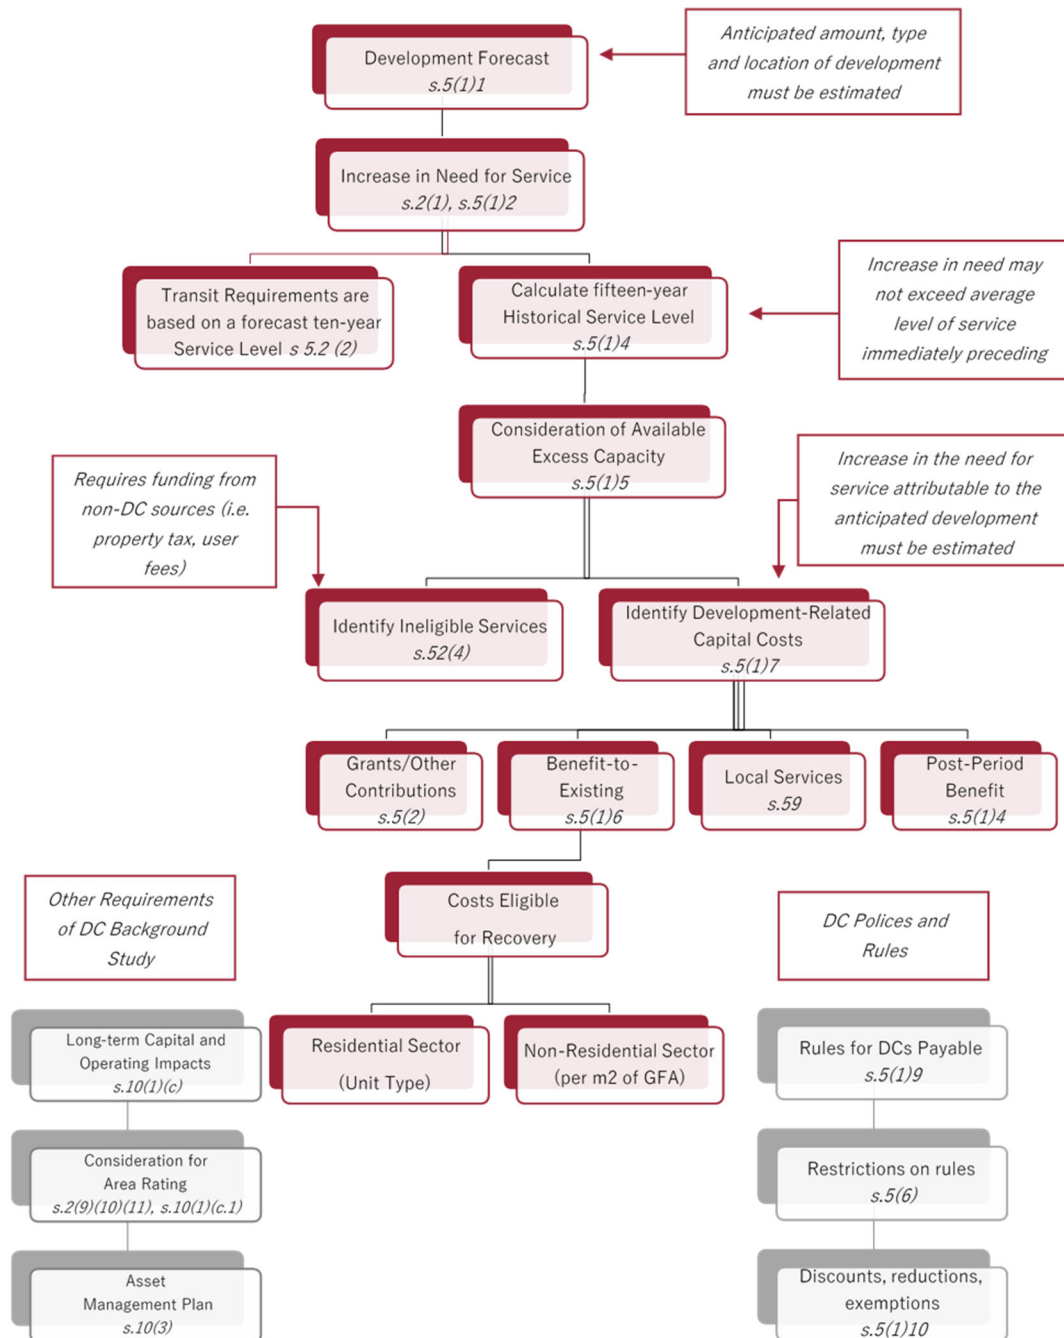 Development Forecast
s.5(1)1
Anticipated amount, type
and location of development
must be estimated
Increase in Need for Service
s.2(1), s.5(1)2
Transit Requirements are
based on a forecast ten-year
Service Level s 5.2 (2)
Calculate fifteen-year
Historical Service Level
s.5(1)4
Increase in need may
not exceed average
level of service
immediately preceding
Consideration of Available
Excess Capacity
s.5(1)5
Requires funding from
non-DC sources (i.e.
property tax, user
fees)
Increase in the need for
service attributable to the
anticipated development
must be estimated
Identify Ineligible Services
s.52(4)
Identify Development-Related
Capital Costs
s.5(1)7
Grants/Other
Contributions
s.5(2)
Benefit-to-
Existing
s.5(1)6
Local Services
s.59
Post-Period
Benefit
s.5(1)4
Costs Eligible
for Recovery
Residential Sector
(Unit Type)
Non-Residential Sector
(per m2 of GFA)
Other Requirements
of DC Background
Study
Long-term Capital and
Operating Impacts
s.10(1)(c)
Consideration for
Area Rating
s.2(9)(10)(11), s.10(1)(c.1)
Asset
Management Plan
s.10(3)
DC Polices and
Rules
Rules for DCs Payable
s.5(1)9
Restrictions on rules
s.5(6)
Discounts, reductions,
exemptions
s.5(1)10